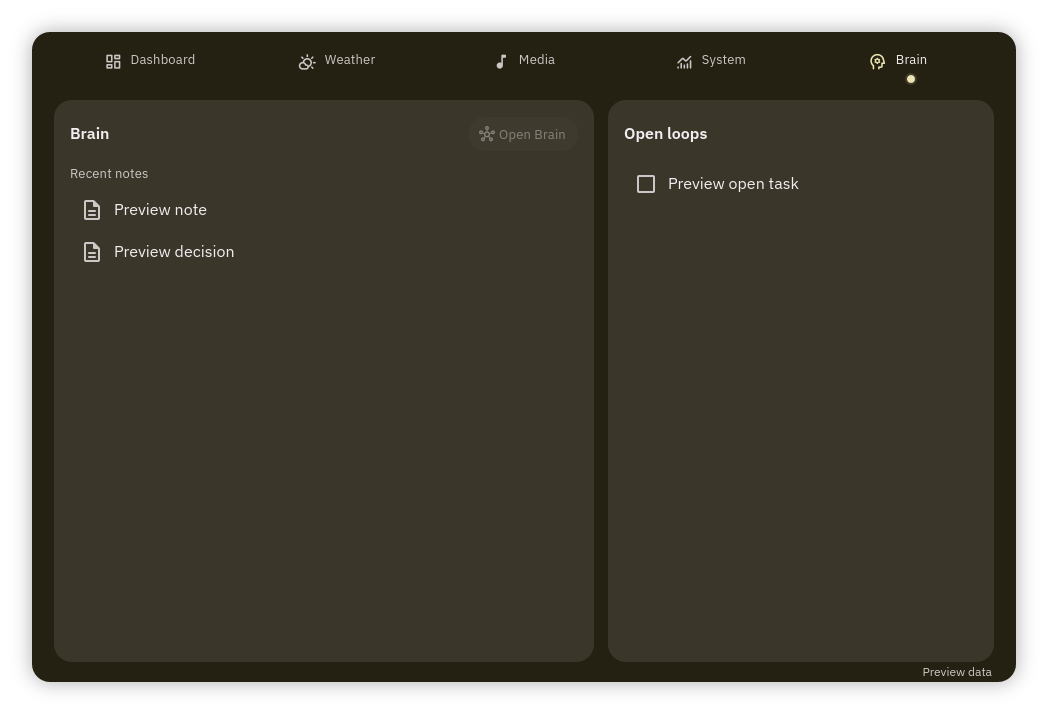 Dashboard
Weather
Media
System
Brain
Brain
Open Brain
Recent notes
Preview note
Preview decision
Open loops
Preview open task
Preview data